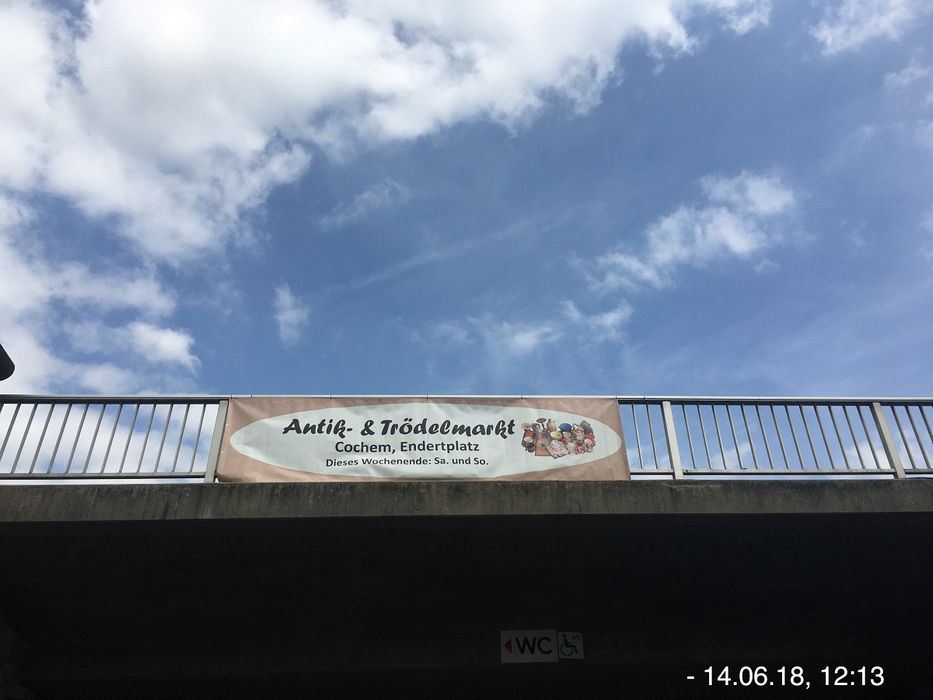 Antik- & Trödelmarkt
Cochem, Endertplatz
Dieses Wochenende: Sa. und So.
WC
- 14.06.18, 12:13